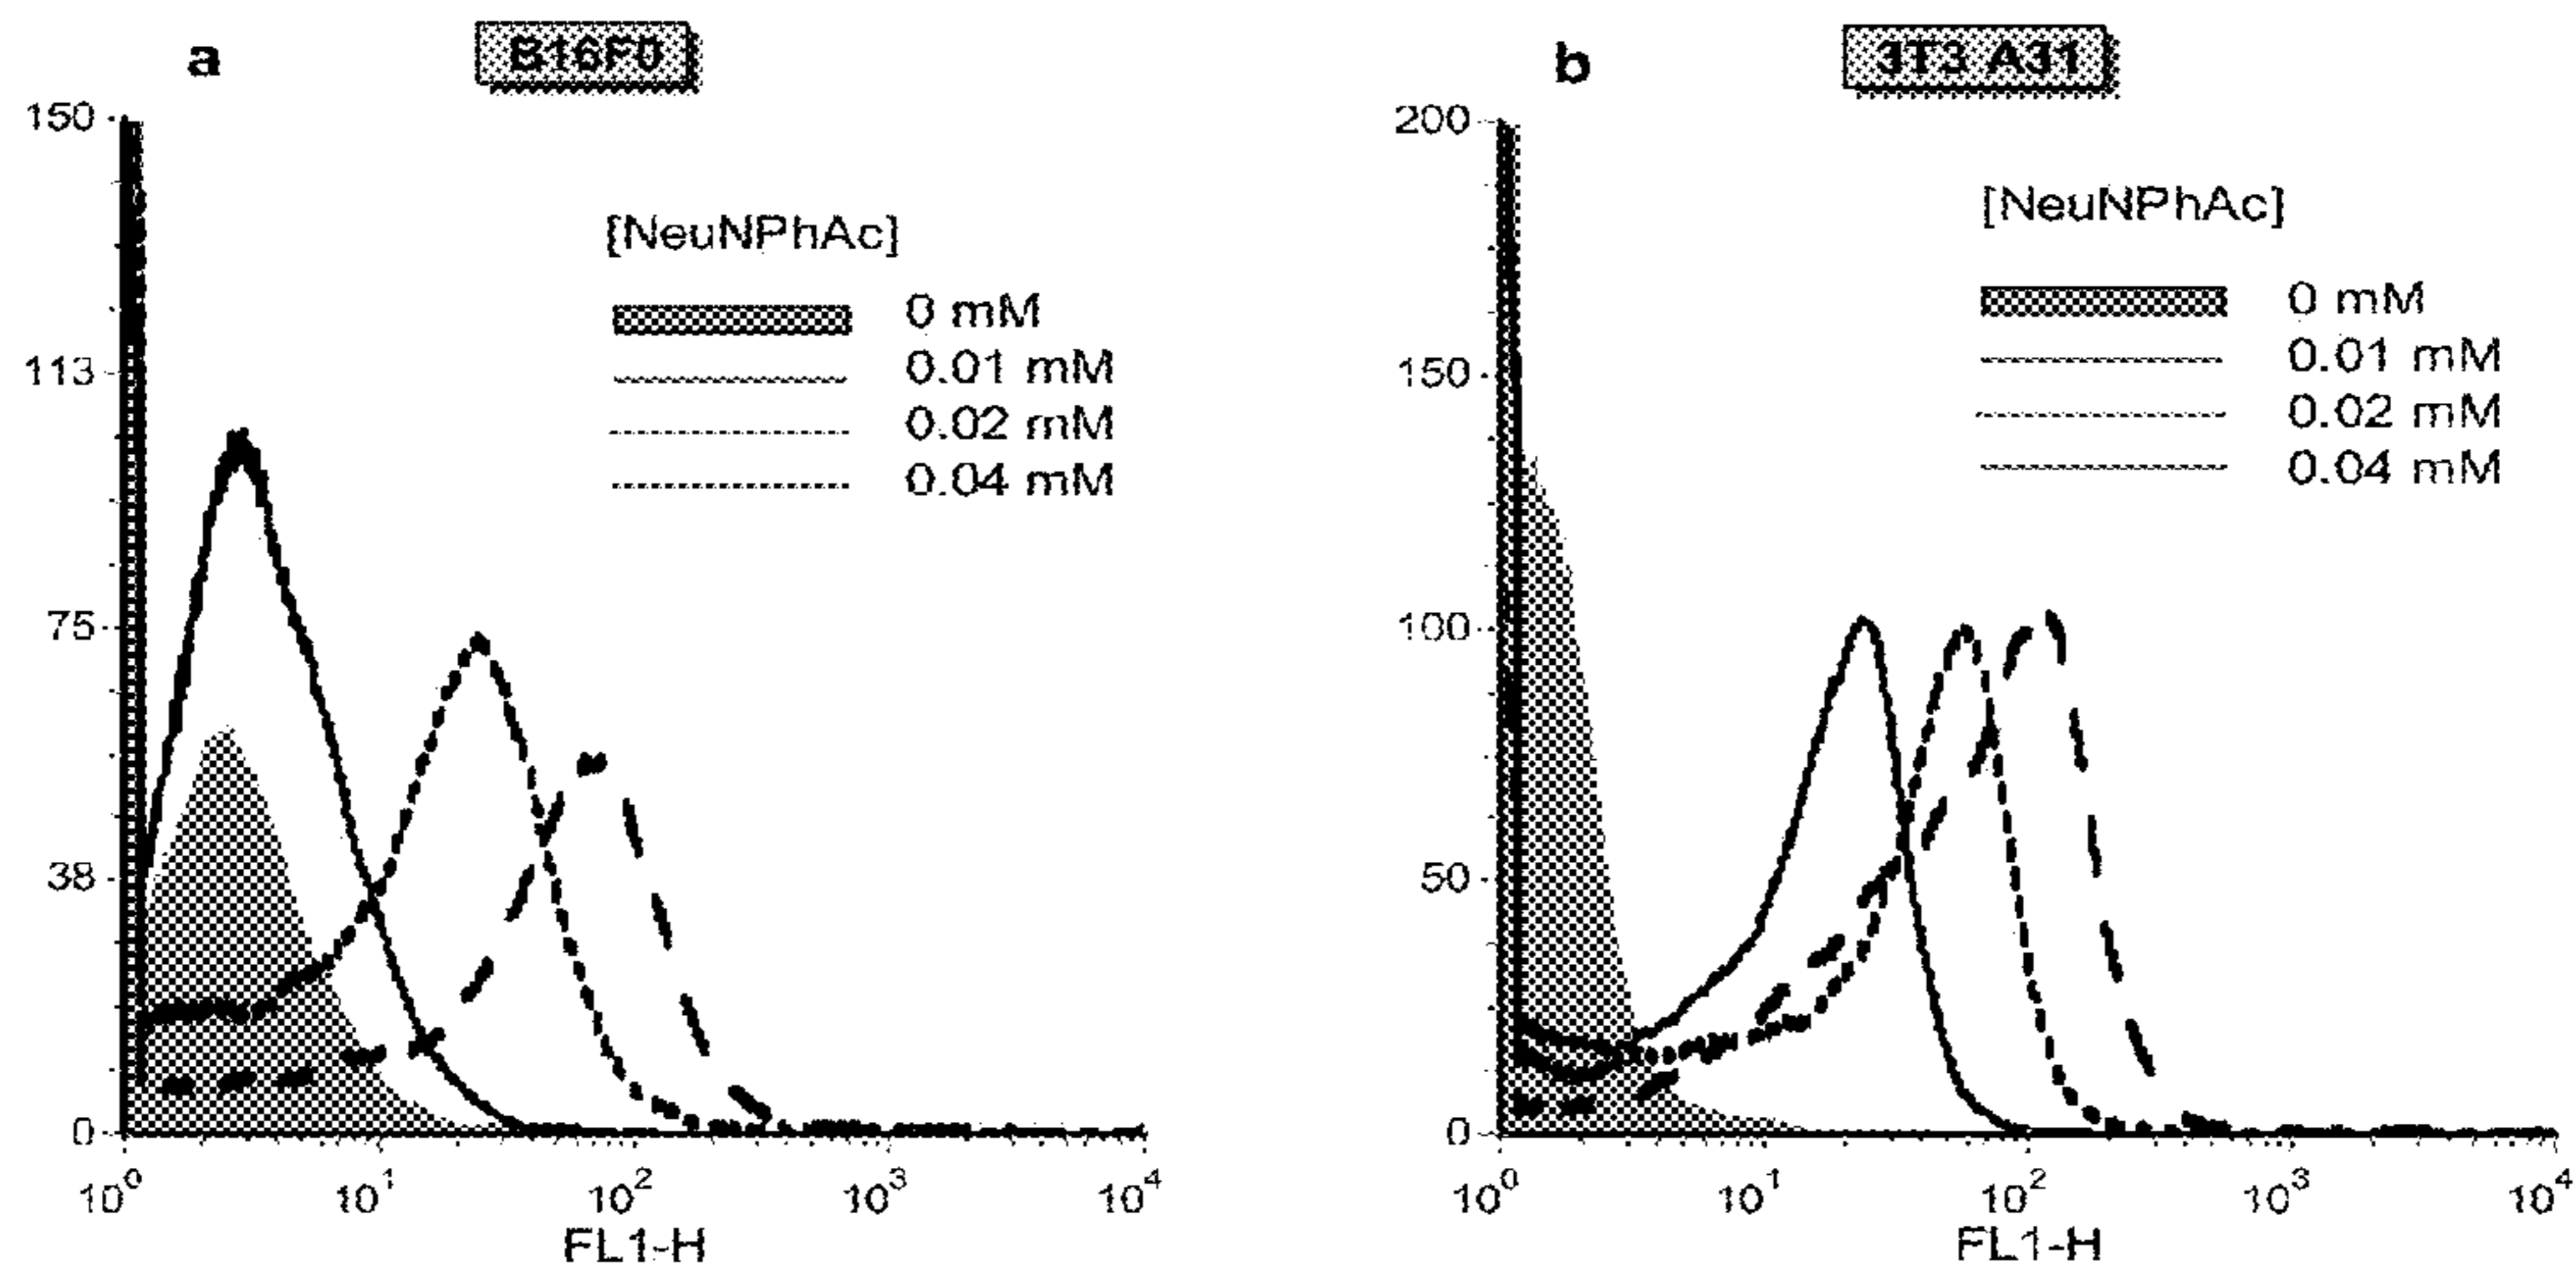 a
B16F0
150
113
75
38
0
[NeuNPhAc]
0 mM
0.01 mM
0.02 mM
0.04 mM
10⁰ 10¹ 10² 10³ 10⁴
FL1-H
b
3T3 A31
200
150
100
50
0
[NeuNPhAc]
0 mM
0.01 mM
0.02 mM
0.04 mM
10⁰ 10¹ 10² 10³ 10⁴
FL1-H